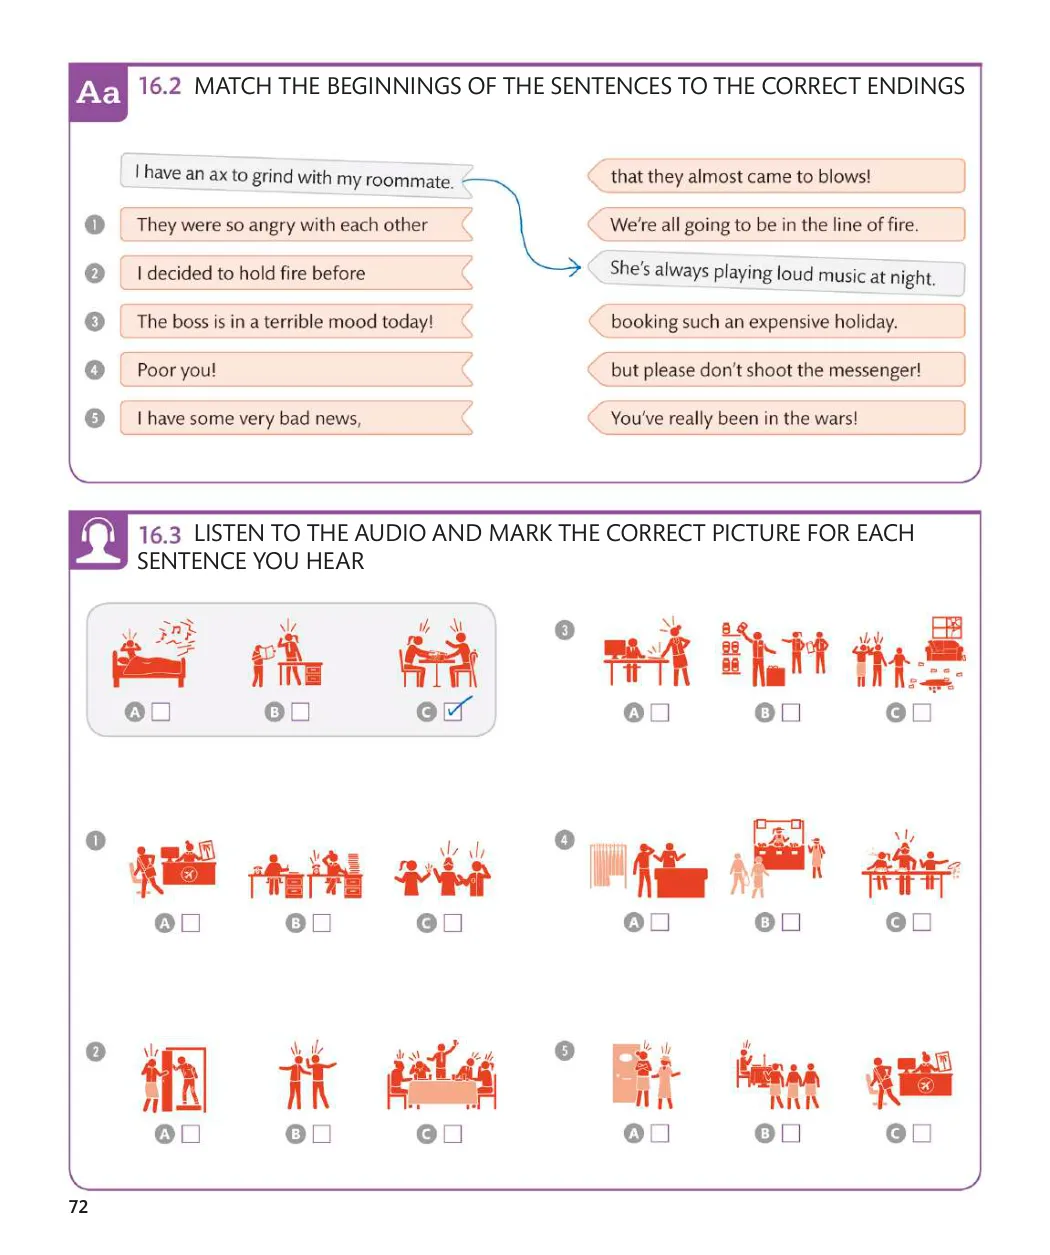 Aa 16.2 MATCH THE BEGINNINGS OF THE SENTENCES TO THE CORRECT ENDINGS
I have an ax to grind with my roommate.
1 They were so angry with each other
2 I decided to hold fire before
3 The boss is in a terrible mood today!
4 Poor you!
5 I have some very bad news,
that they almost came to blows!
We're all going to be in the line of fire.
She's always playing loud music at night.
booking such an expensive holiday.
but please don't shoot the messenger!
You've really been in the wars!
16.3 LISTEN TO THE AUDIO AND MARK THE CORRECT PICTURE FOR EACH
SENTENCE YOU HEAR
A B C
3
A B C
1
A B C
4
A B C
2
A B C
5
A B C
72